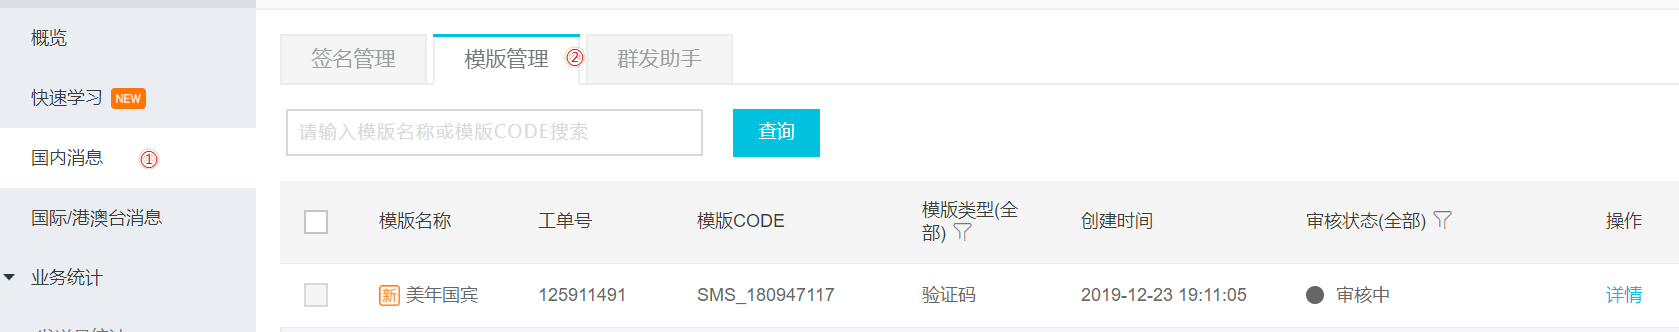 概览
快速学习 NEW
国内消息 ①
国际/港澳台消息
业务统计
签名管理
模版管理 ②
群发助手
请输入模版名称或模版CODE搜索
查询
模版名称
工单号
模版CODE
模版类型(全
部)
创建时间
审核状态(全部)
操作
新 美年国宾
125911491
SMS_180947117
验证码
2019-12-23 19:11:05
审核中
详情